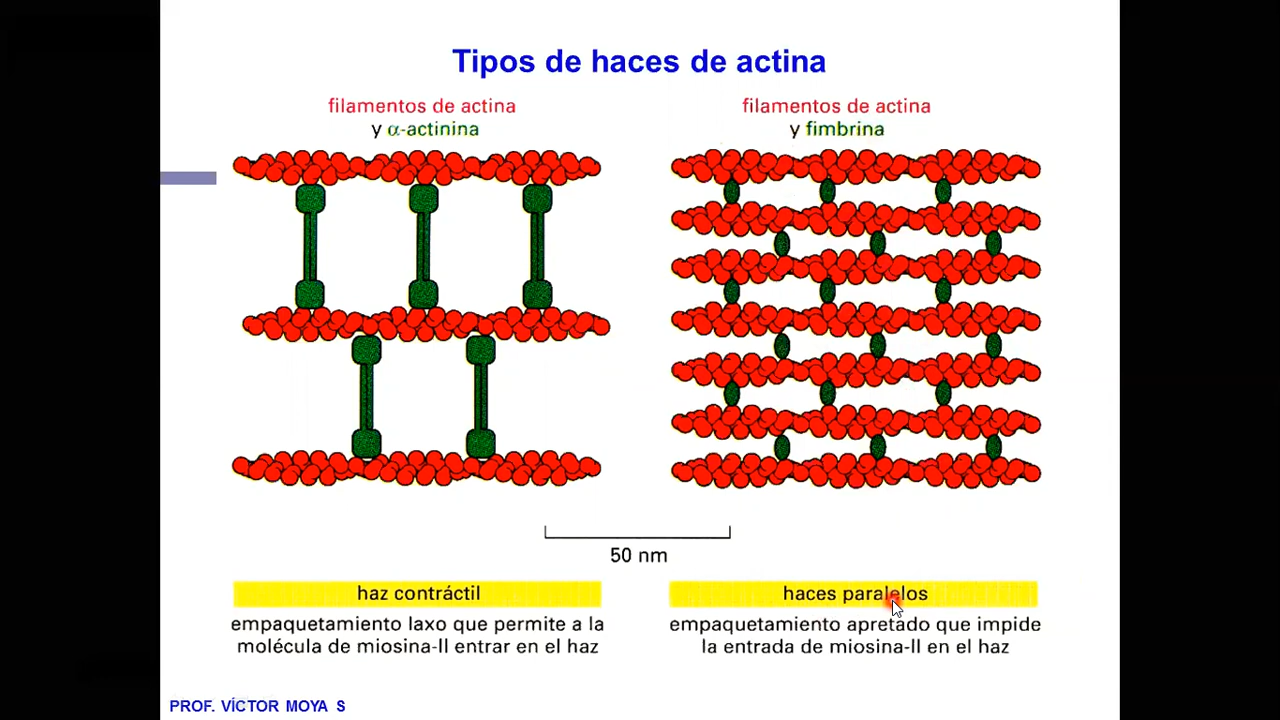 Tipos de haces de actina
filamentos de actina
y α-actinina
filamentos de actina
y fimbrina
50 nm
haz contráctil
empaquetamiento laxo que permite a la
molécula de miosina-II entrar en el haz
haces paralelos
empaquetamiento apretado que impide
la entrada de miosina-II en el haz
PROF. VÍCTOR MOYA S